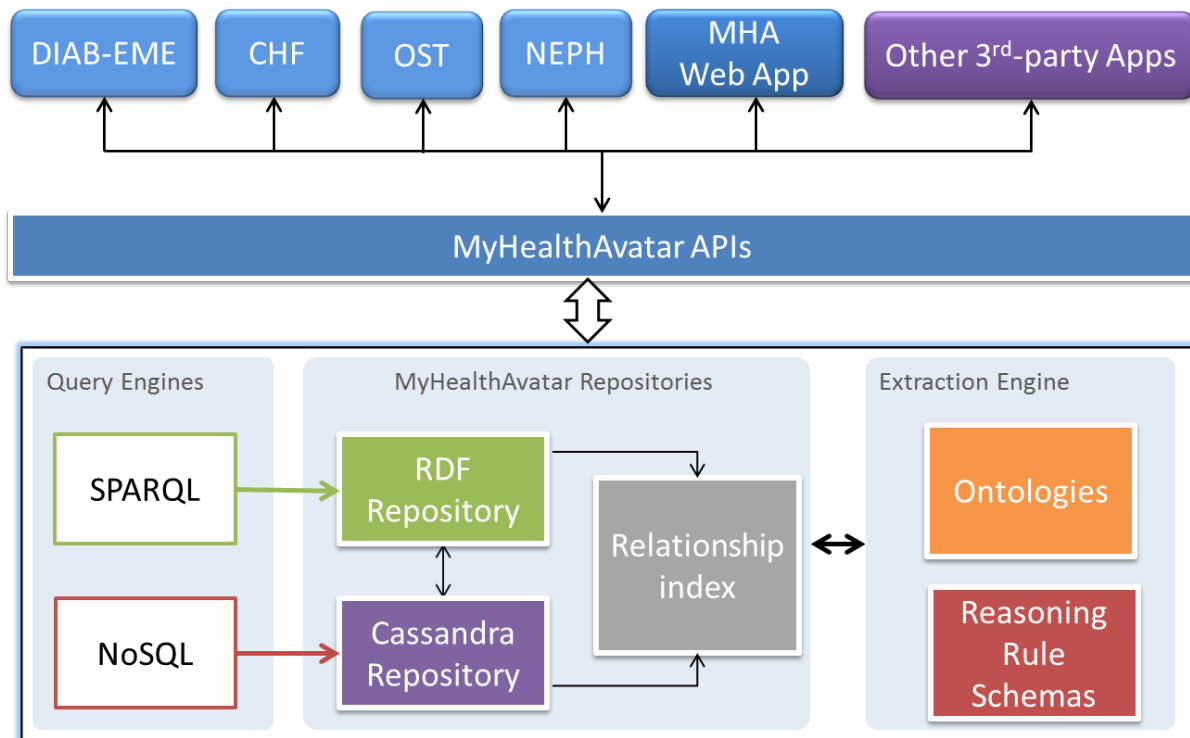 DIAB-EME
CHF
OST
NEPH
MHA
Web App
Other 3rd-party Apps
MyHealthAvatar APIs
Query Engines
MyHealthAvatar Repositories
Extraction Engine
SPARQL
RDF
Repository
Ontologies
Relationship
index
NoSQL
Cassandra
Repository
Reasoning
Rule
Schemas